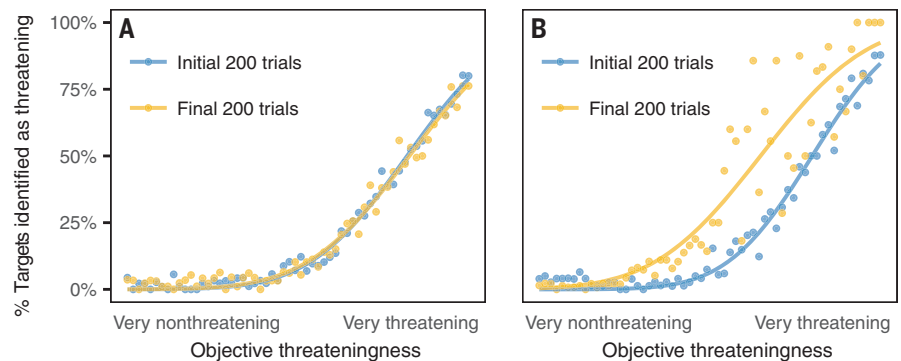 % Targets identified as threatening
100%
75%
50%
25%
0%
A
Initial 200 trials
Final 200 trials
Very nonthreatening
Very threatening
Objective threateningness
B
Initial 200 trials
Final 200 trials
Very nonthreatening
Very threatening
Objective threateningness